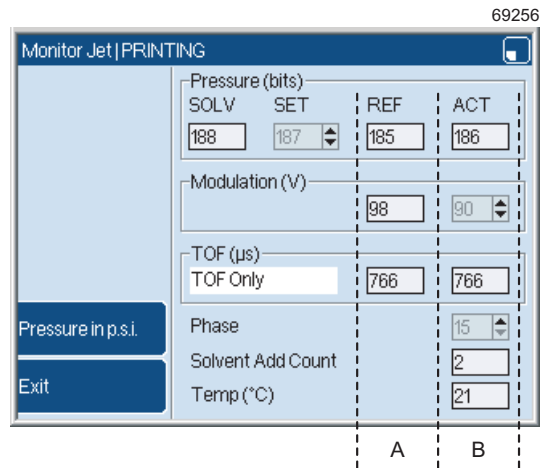 69256
Monitor Jet | PRINTING
Pressure (bits)
SOLV SET REF ACT
188 187 185 186
Modulation (V)
98 90
TOF (µs)
TOF Only 766 766
Pressure in p.s.i. Phase 15
Solvent Add Count 2
Exit Temp (°C) 21
A B